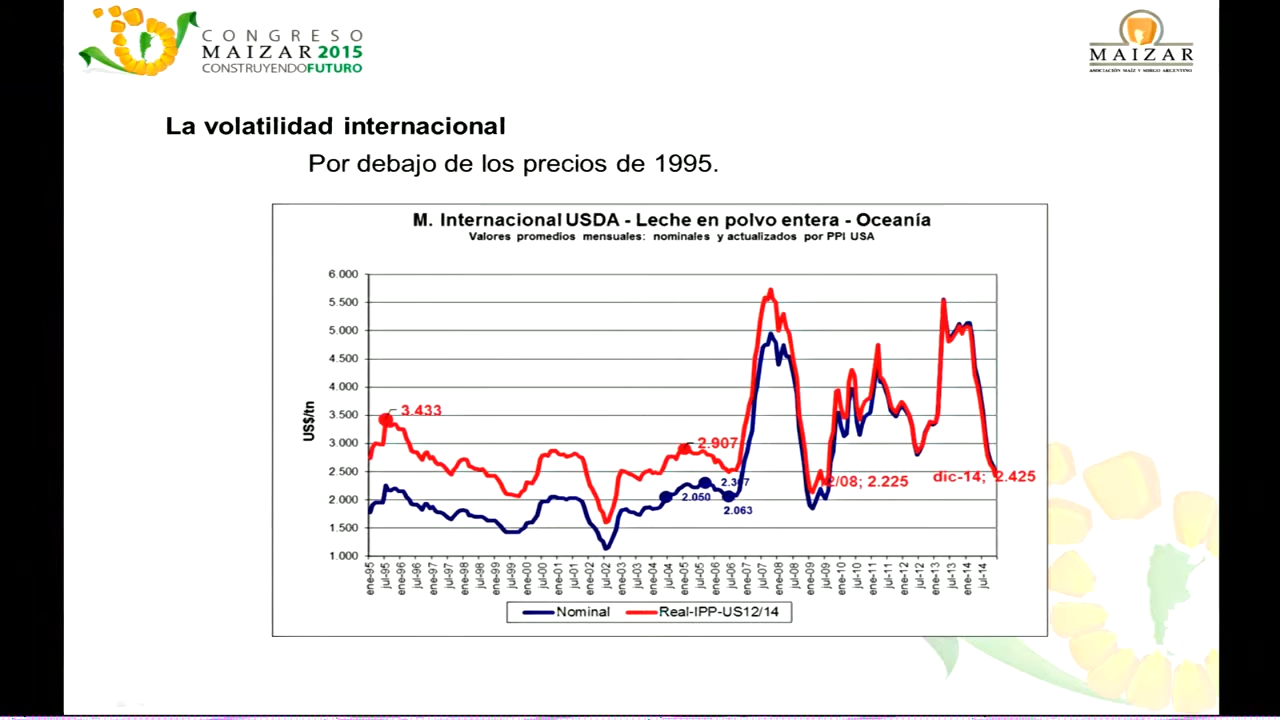 CONGRESO
MAIZAR 2015
CONSTRUYENDOFUTURO
MAIZAR
ASOCIACIÓN MAÍZ Y SORGO ARGENTINO
La volatilidad internacional
Por debajo de los precios de 1995.
M. Internacional USDA - Leche en polvo entera - Oceanía
Valores promedios mensuales: nominales y actualizados por PPI USA
US$/tn
6.000
5.500
5.000
4.500
4.000
3.500
3.000
2.500
2.000
1.500
1.000
3.433
2.907
2.050
2.063
2/08; 2.225
dic-14; 2.425
ene-95
jul-95
ene-96
jul-96
ene-97
jul-97
ene-98
jul-98
ene-99
jul-99
ene-00
jul-00
ene-01
jul-01
ene-02
jul-02
ene-03
jul-03
ene-04
jul-04
ene-05
jul-05
ene-06
jul-06
ene-07
jul-07
ene-08
jul-08
ene-09
jul-09
ene-10
jul-10
ene-11
jul-11
ene-12
jul-12
ene-13
jul-13
ene-14
jul-14
Nominal
Real-IPP-US12/14